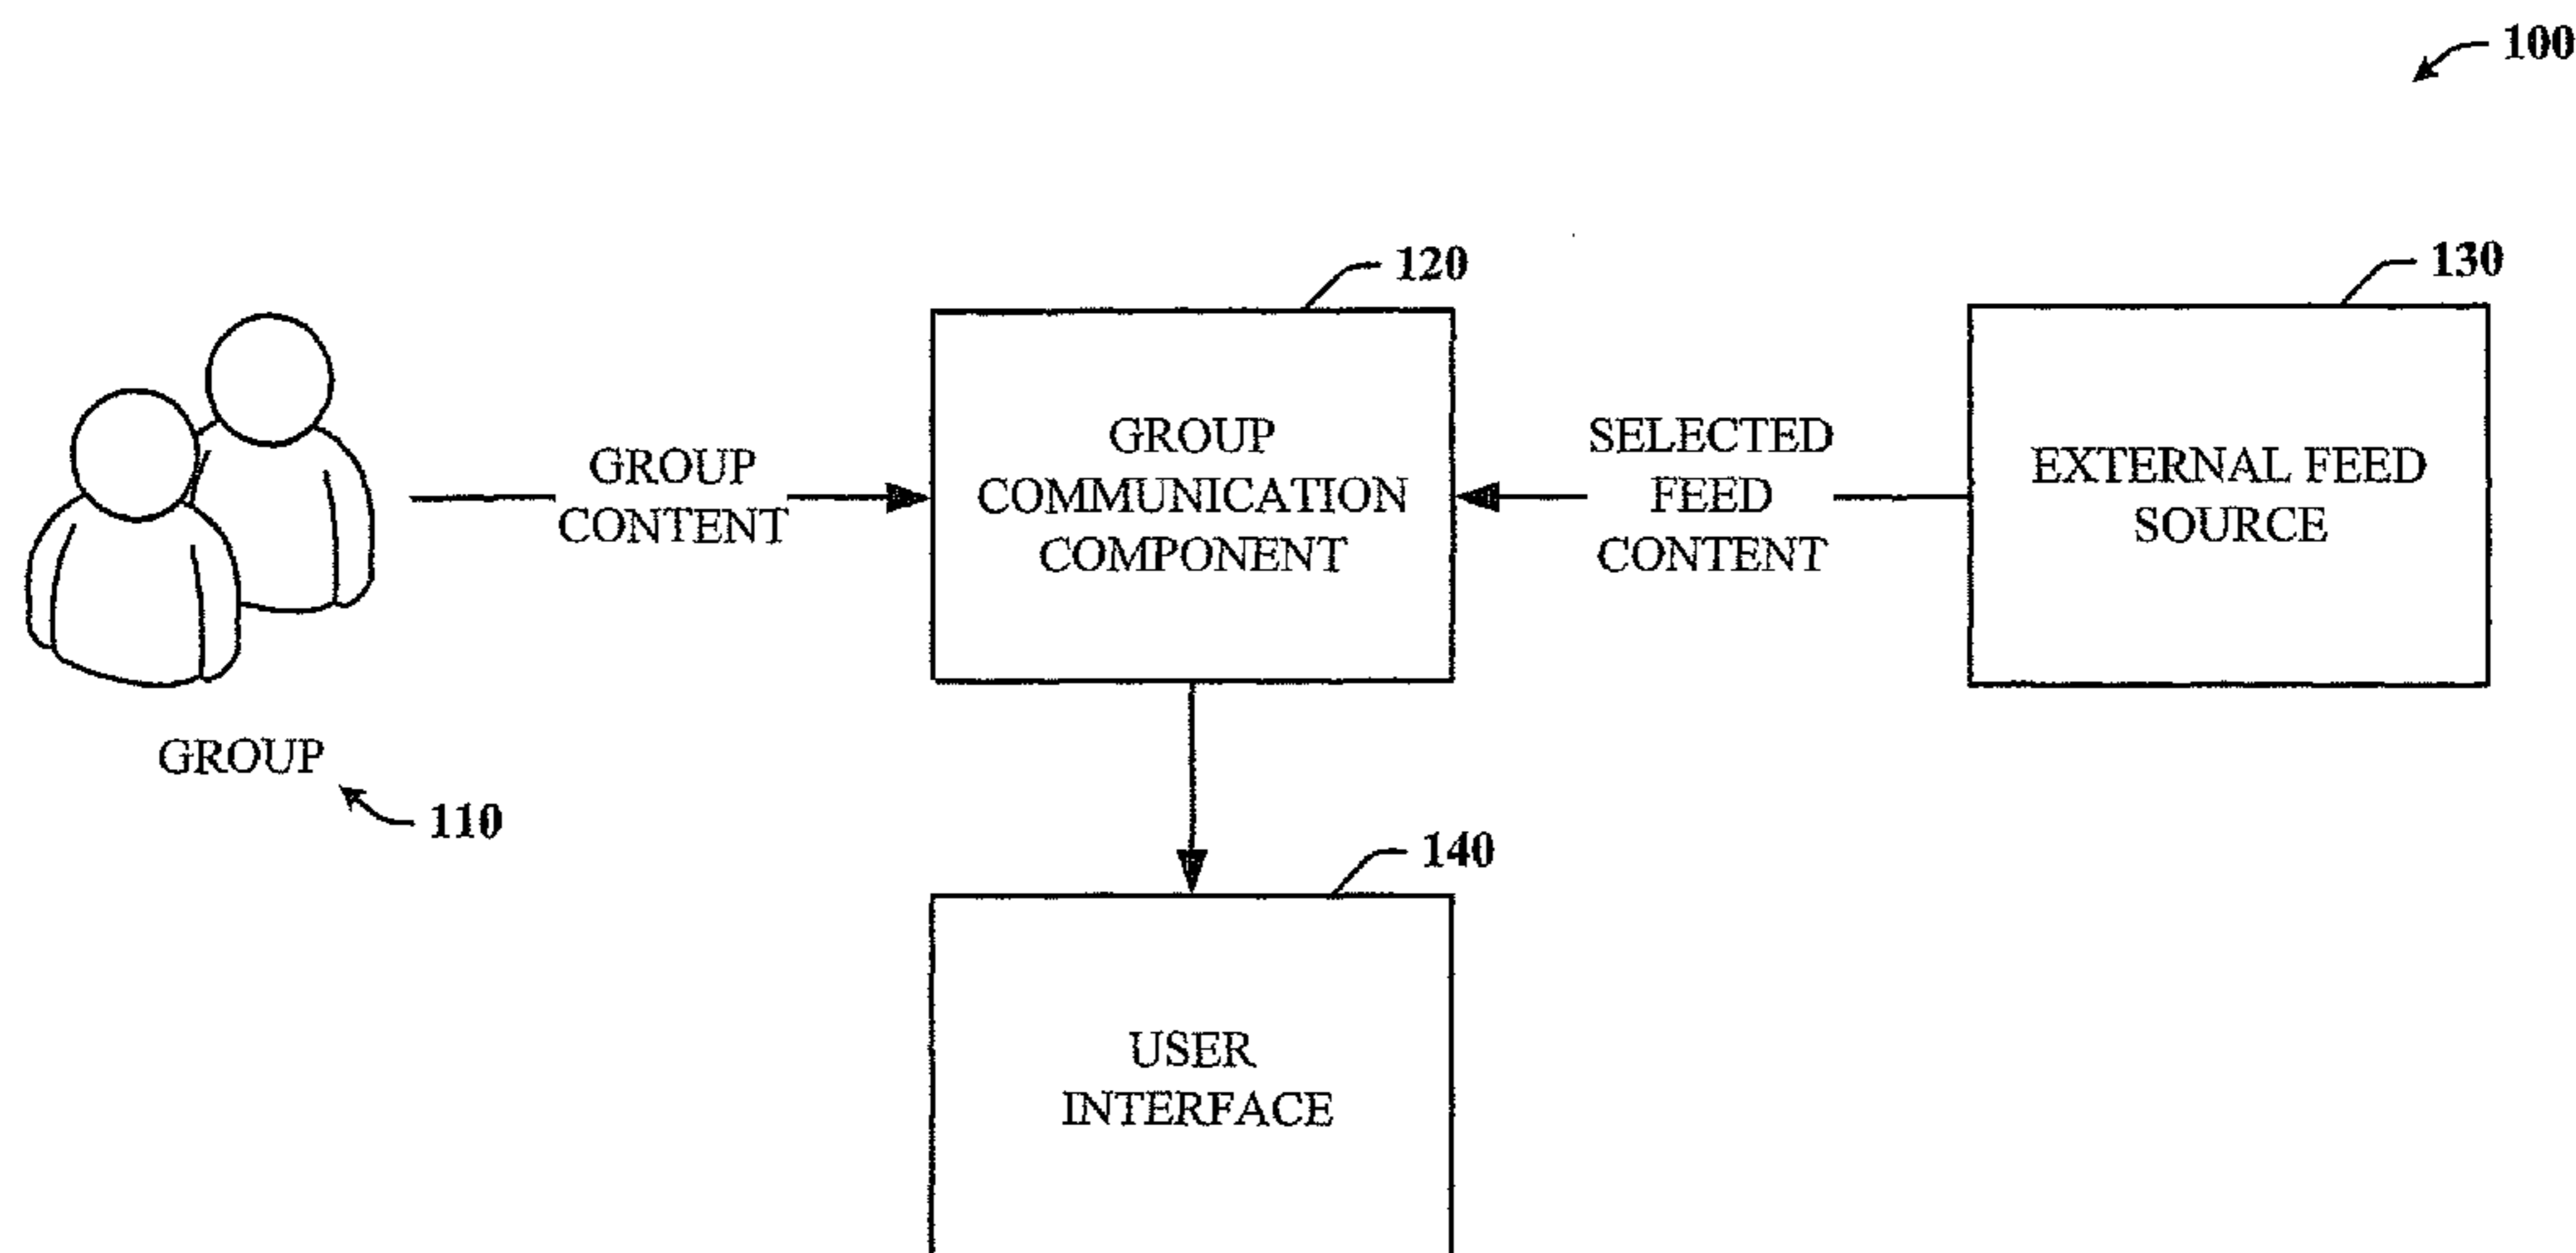 100
120
130
GROUP
CONTENT
GROUP
COMMUNICATION
COMPONENT
SELECTED
FEED
CONTENT
EXTERNAL FEED
SOURCE
GROUP
110
140
USER
INTERFACE